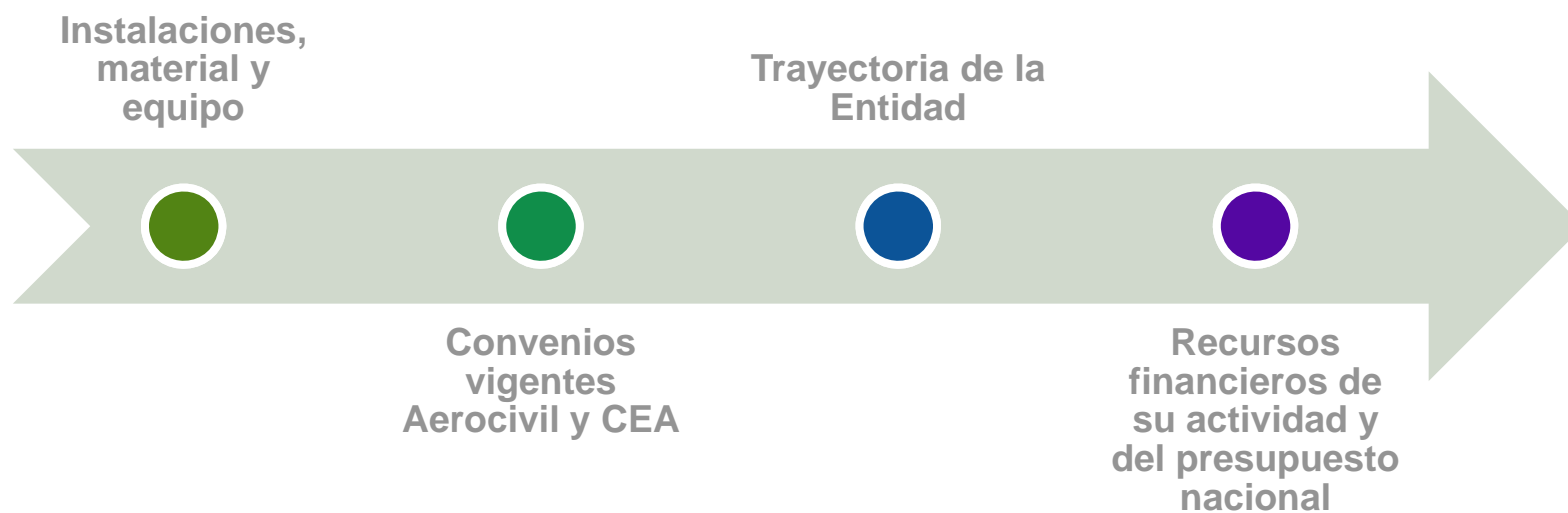 Instalaciones,
material y
equipo
Convenios
vigentes
Aerocivil y CEA
Trayectoria de la
Entidad
Recursos
financieros de
su actividad y
del presupuesto
nacional